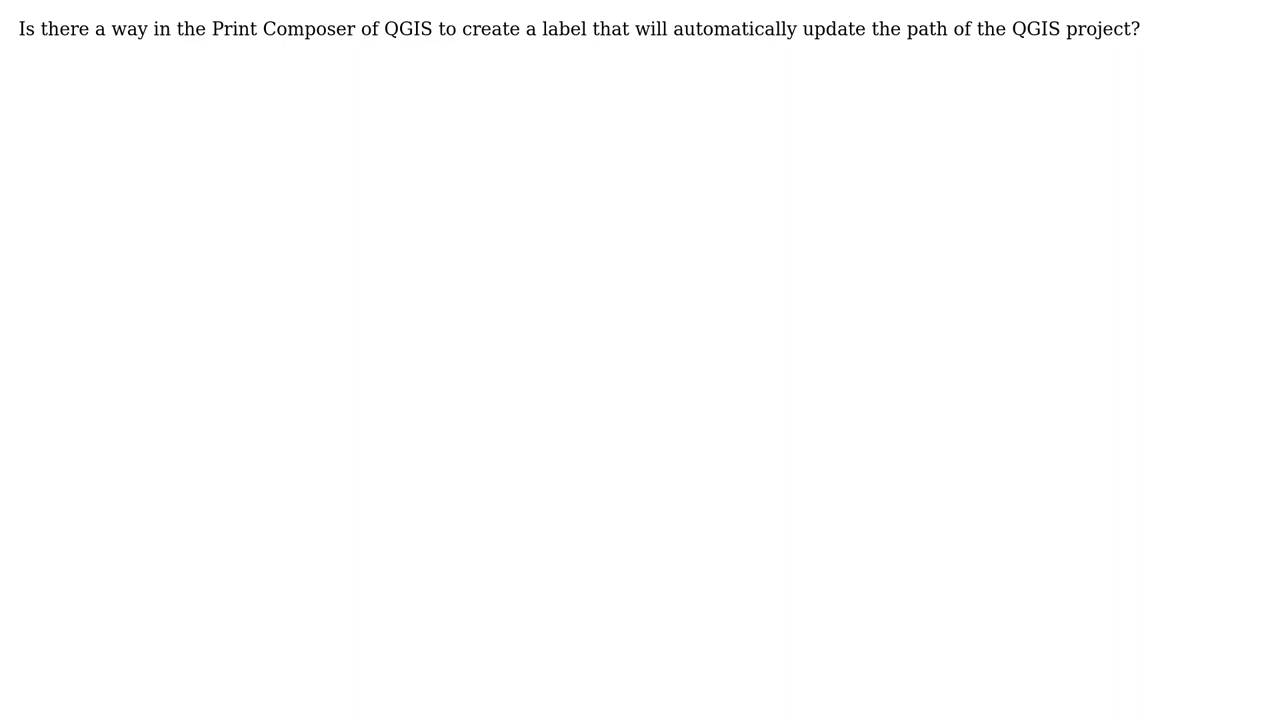 Is there a way in the Print Composer of QGIS to create a label that will automatically update the path of the QGIS project?